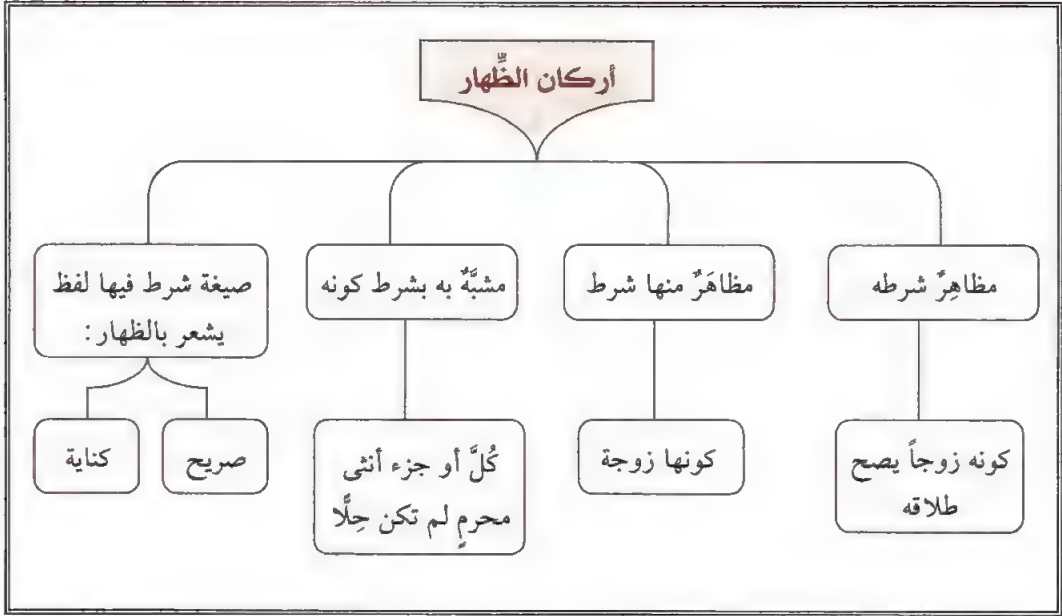 أركان الظِّهار
مظاهِرٌ شرطه
كونه زوجاً يصح
طلاقه
مظاهَرٌ منها شرط
كونها زوجة
مشبَّهٌ به بشرط كونه
كُلَّ أو جزء أنثى
محرمٍ لم تكن حِلًّا
صيغة شرط فيها لفظ
يشعر بالظهار:
صريح
كناية